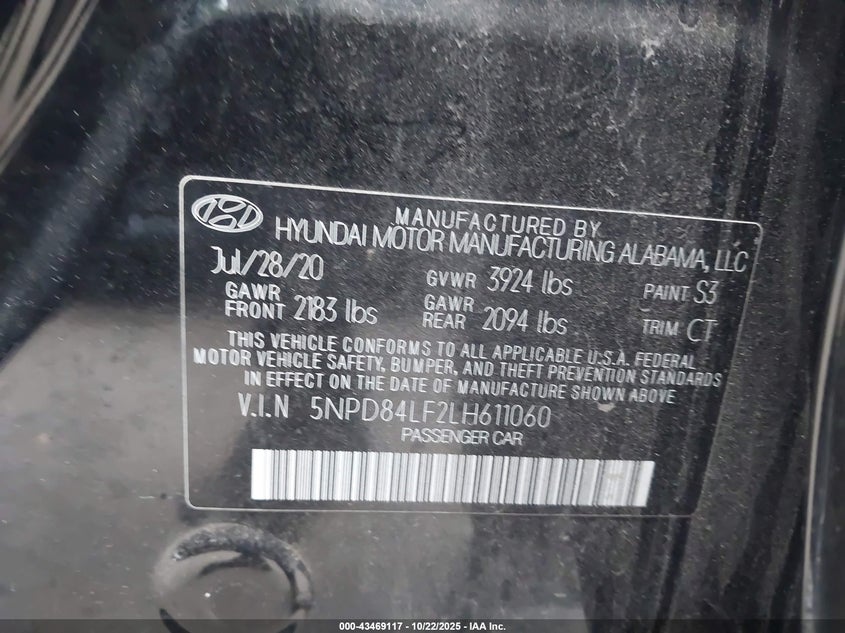 MANUFACTURED BY
HYUNDAI MOTOR MANUFACTURING ALABAMA, LLC
Jul/28/20 GVWR 3924 lbs PAINT S3
GAWR FRONT 2183 lbs GAWR REAR 2094 lbs TRIM CT
THIS VEHICLE CONFORMS TO ALL APPLICABLE U.S.A. FEDERAL
MOTOR VEHICLE SAFETY, BUMPER, AND THEFT PREVENTION STANDARDS
IN EFFECT ON THE DATE OF MANUFACTURE SHOWN ABOVE
V.I.N 5NPD84LF2LH611060
PASSENGER CAR
000-43469117 - 10/22/2025 - IAA Inc.